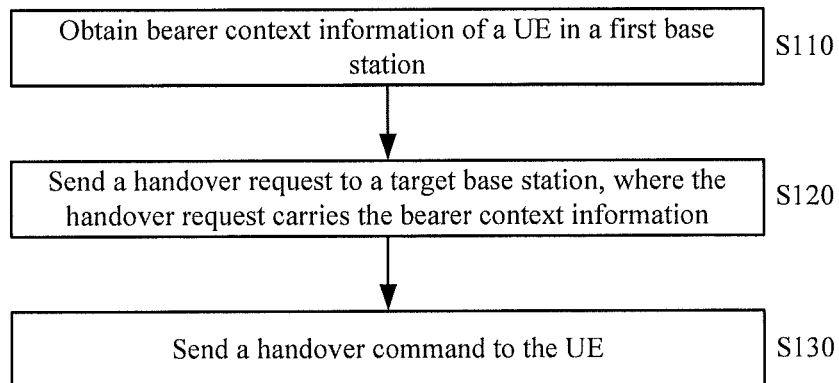 Obtain bearer context information of a UE in a first base
station
S110
Send a handover request to a target base station, where the
handover request carries the bearer context information
S120
Send a handover command to the UE
S130